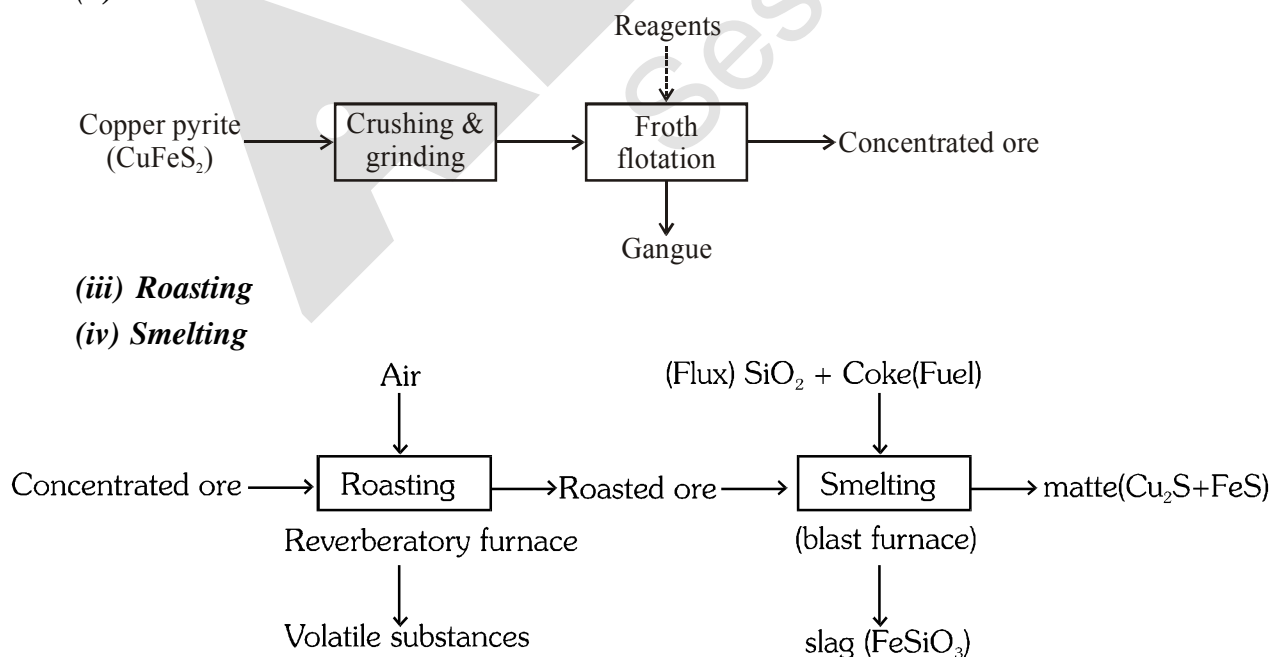 Reagents
Copper pyrite
(CuFeS₂)
Crushing &
grinding
Froth
flotation
Concentrated ore
Gangue
(iii) Roasting
(iv) Smelting
Air
(Flux) SiO₂ + Coke(Fuel)
Concentrated ore
Roasting
Roasted ore
Smelting
matte(Cu₂S+FeS)
Reverberatory furnace
(blast furnace)
Volatile substances
slag (FeSiO₃)